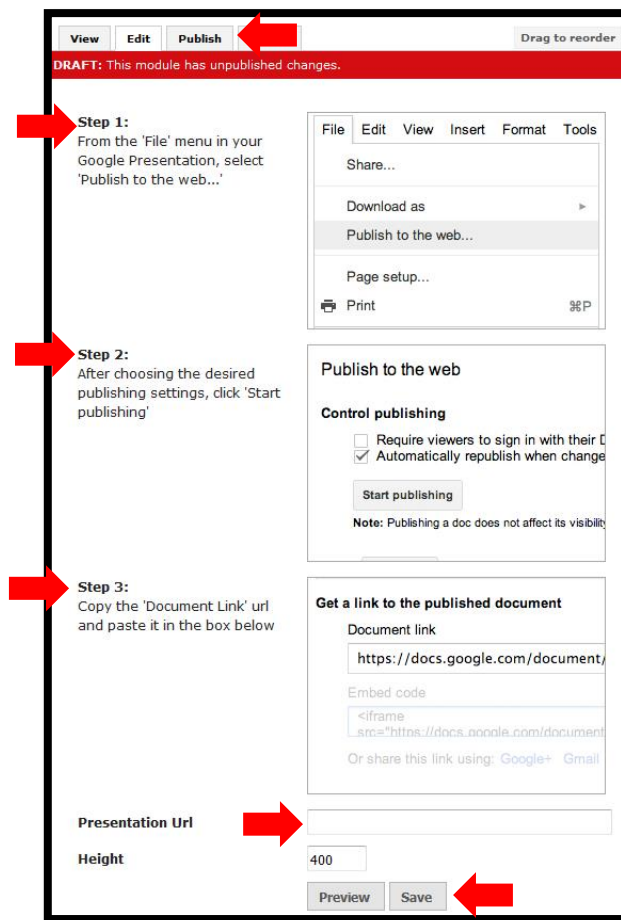 View Edit Publish Drag to reorder
DRAFT: This module has unpublished changes.
Step 1:
From the 'File' menu in your
Google Presentation, select
'Publish to the web...'
File Edit View Insert Format Tools
Share...
Download as
Publish to the web...
Page setup...
Print ⌘P
Step 2:
After choosing the desired
publishing settings, click 'Start
publishing'
Publish to the web
Control publishing
Require viewers to sign in with their
Automatically republish when change
Start publishing
Note: Publishing a doc does not affect its visibility
Step 3:
Copy the 'Document Link' url
and paste it in the box below
Get a link to the published document
Document link
https://docs.google.com/document/
Embed code
<iframe
src="https://docs.google.com/document
Or share this link using: Google+ Gmail
Presentation Url
Height
400
Preview Save